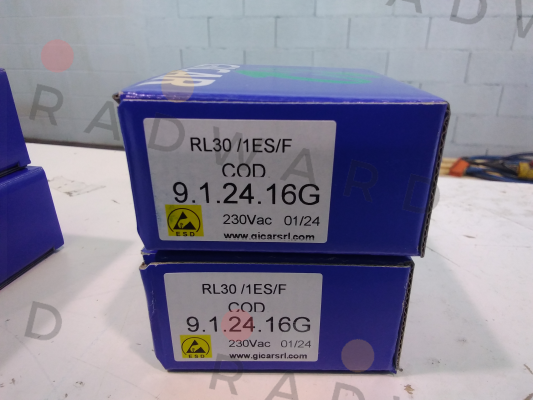 RL30 /1ES/F
COD
9.1.24.16G
230Vac 01/24
ESD
www.gicarsrl.com
RL30 /1ES/F
COD
9.1.24.16G
230Vac 01/24
ESD
www.gicarsrl.com
RADWARD